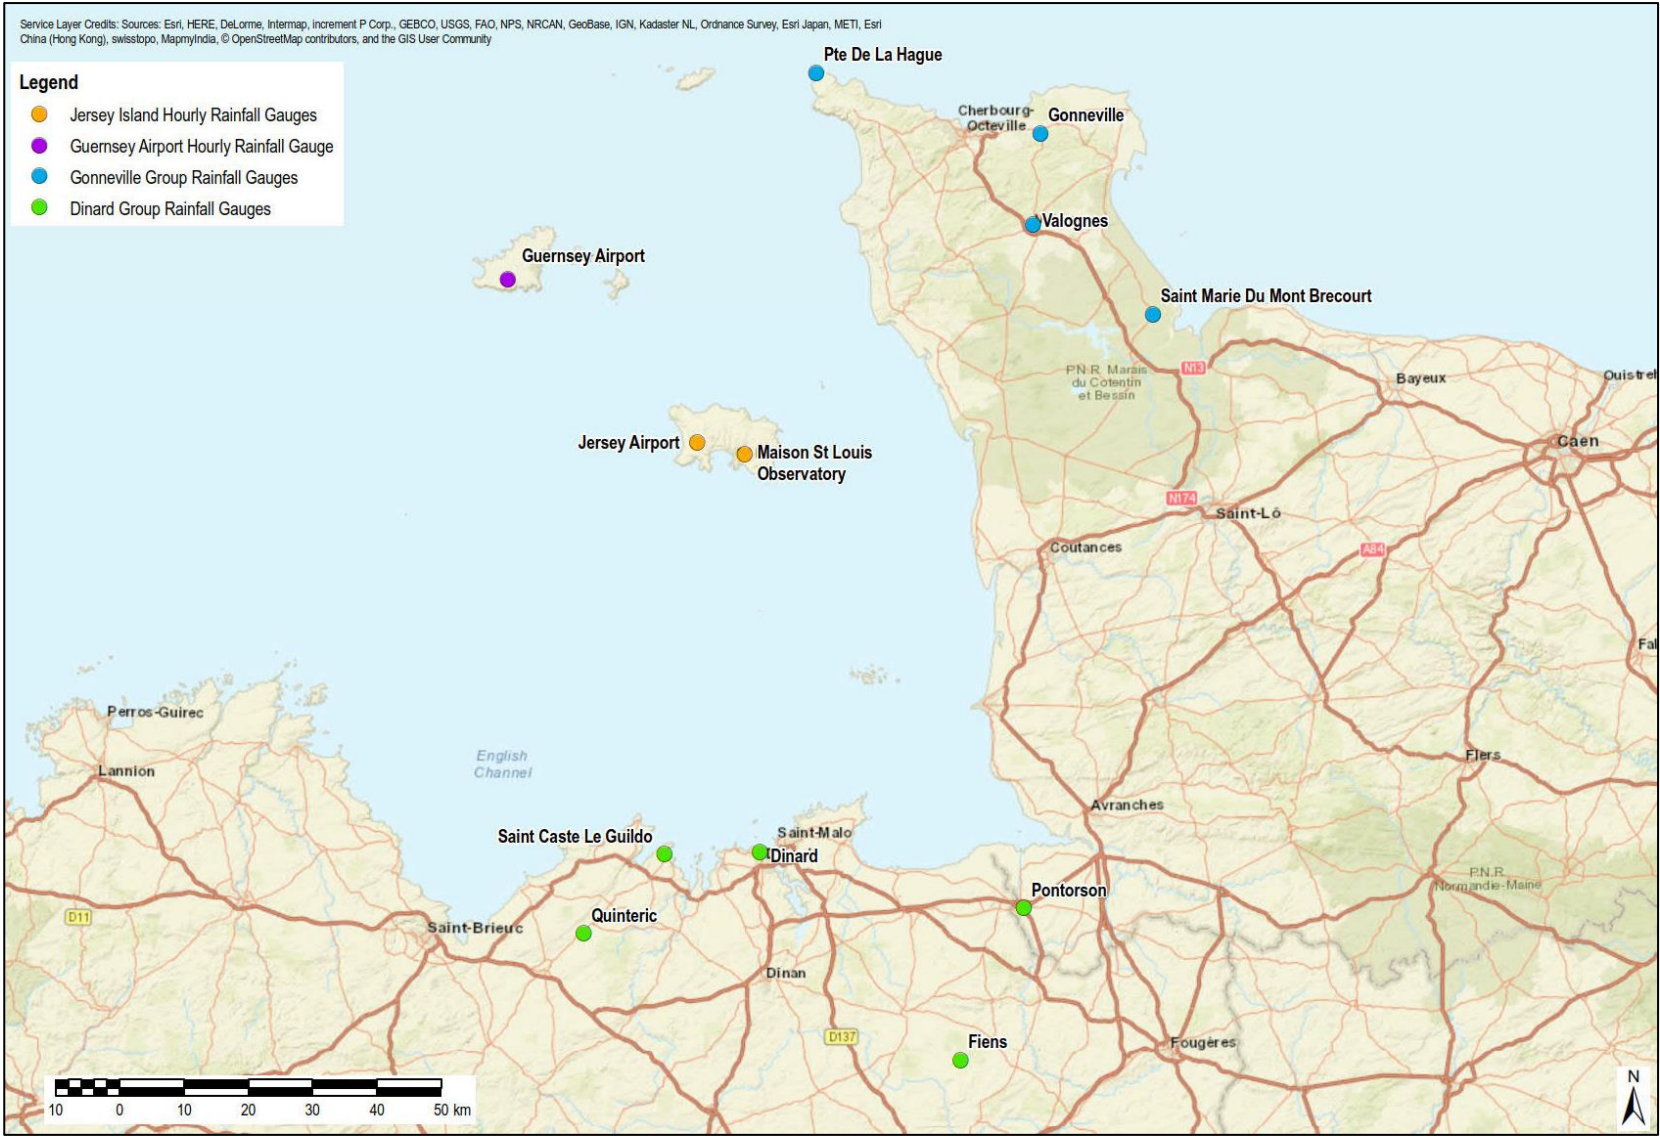 Service Layer Credits: Sources: Esri, HERE, DeLorme, Intermap, increment P Corp., GEBCO, USGS, FAO, NPS, NRCAN, GeoBase, IGN, Kadaster NL, Ordnance Survey, Esri Japan, METI, Esri
China (Hong Kong), swisstopo, MapmyIndia, © OpenStreetMap contributors, and the GIS User Community
Legend
Jersey Island Hourly Rainfall Gauges
Guernsey Airport Hourly Rainfall Gauge
Gonneville Group Rainfall Gauges
Dinard Group Rainfall Gauges
Pte De La Hague
Cherbourg-
Octeville
Gonneville
Valognes
Guernsey Airport
Saint Marie Du Mont Brecourt
N13
P.N.R. Marais
du Cotentin
et Bessin
Bayeux
Ouistreh
Jersey Airport
Maison St Louis
Observatory
Caen
N174
Saint-Lô
Coutances
A84
Fal
Perros-Guirec
English
Channel
Lannion
Flers
Avranches
Saint Caste Le Guildo
Saint-Malo
Dinard
P.N.R.
Normandie-Maine
Pontorson
D11
Saint-Brieuc
Quinteric
Dinan
D137
Fiens
Fougères
10 0 10 20 30 40 50 km
N